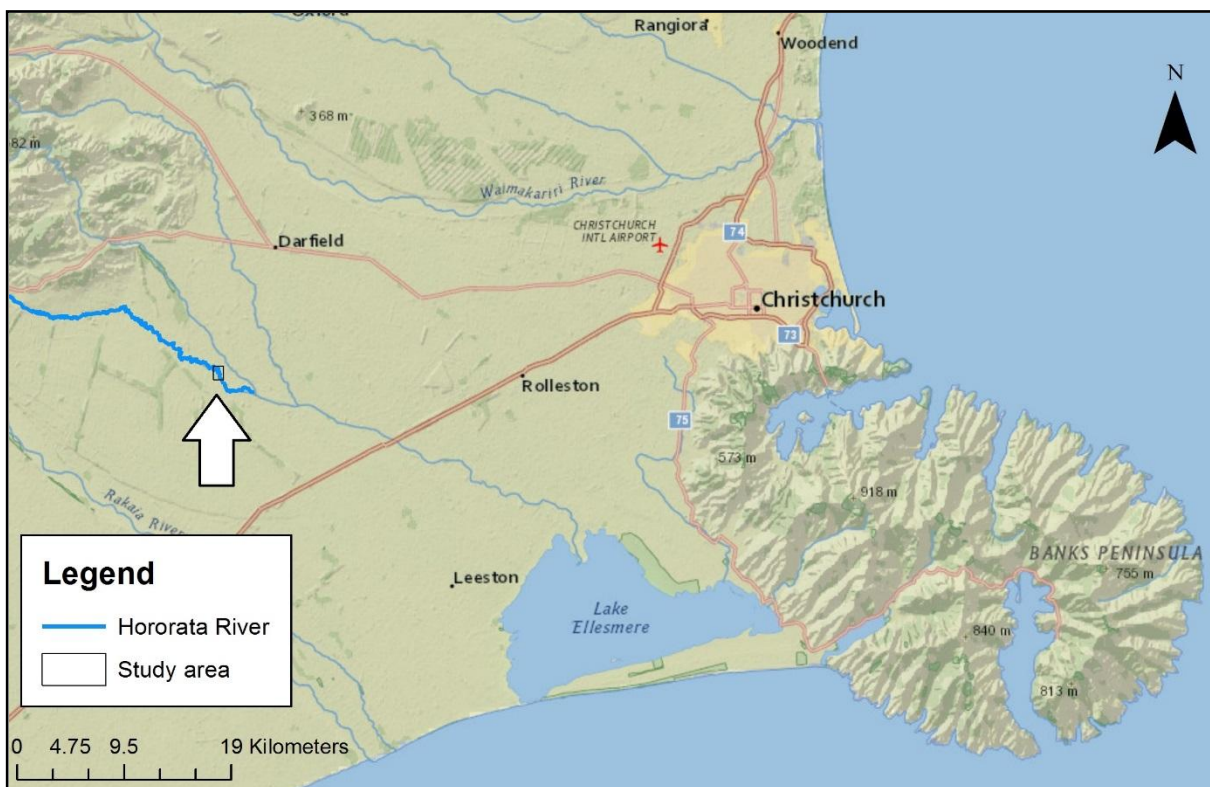 Oxford
Rangiora
Woodend
N
368 m
82 m
Waimakariri River
CHRISTCHURCH
INTL AIRPORT
74
Darfield
Christchurch
73
Rolleston
75
573 m
918 m
Rakaia River
BANKS PENINSULA
755 m
Legend
Hororata River
Study area
Leeston
Lake
Ellesmere
840 m
813 m
0 4.75 9.5 19 Kilometers